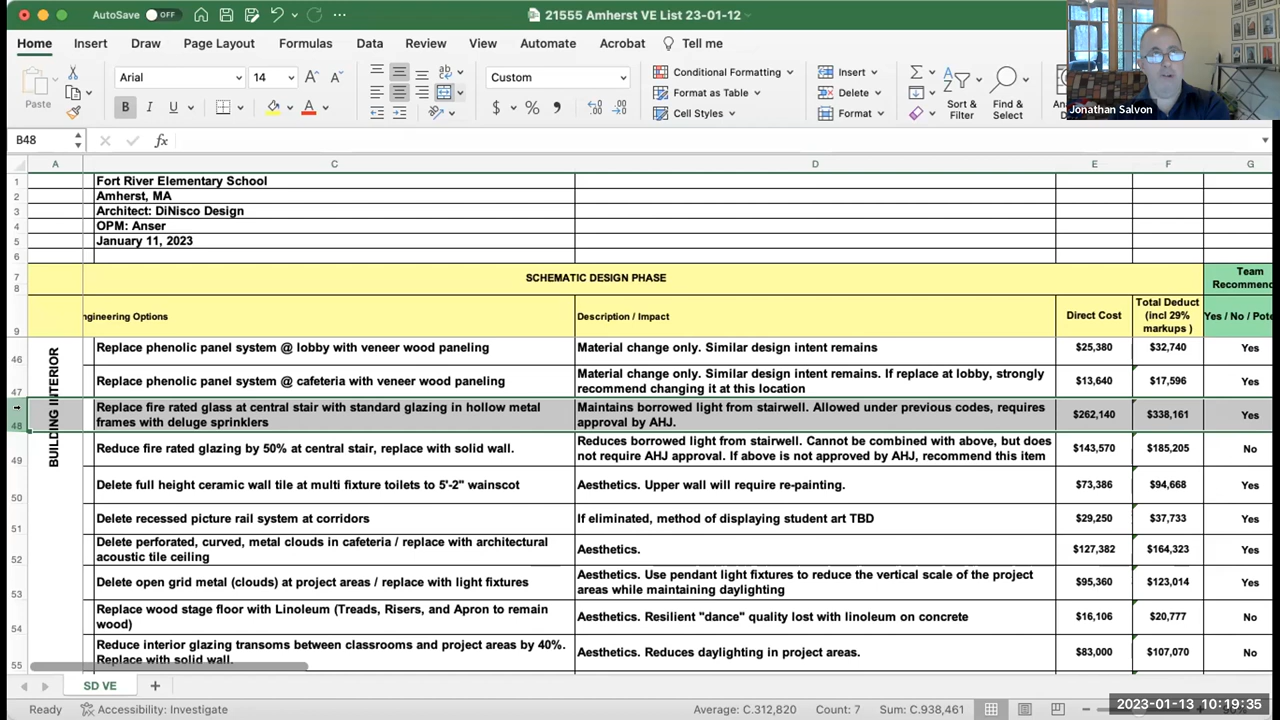 AutoSave OFF
21555 Amherst VE List 23-01-12
Home Insert Draw Page Layout Formulas Data Review View Automate Acrobat Tell me
Paste
Arial 14
B I U
Custom
Conditional Formatting
Format as Table
Cell Styles
Insert
Delete
Format
Sort & Filter
Find & Select
Jonathan Salvon
B48 fx
A C D E F G
1 Fort River Elementary School
2 Amherst, MA
3 Architect: DiNisco Design
4 OPM: Anser
5 January 11, 2023
6
7 SCHEMATIC DESIGN PHASE Team
8 Recommend
9 ngineering Options Description / Impact Direct Cost Total Deduct (incl 29% markups ) Yes / No / Pote
BUILDING INTERIOR
46 Replace phenolic panel system @ lobby with veneer wood paneling Material change only. Similar design intent remains $25,380 $32,740 Yes
47 Replace phenolic panel system @ cafeteria with veneer wood paneling Material change only. Similar design intent remains. If replace at lobby, strongly recommend changing it at this location $13,640 $17,596 Yes
48 Replace fire rated glass at central stair with standard glazing in hollow metal frames with deluge sprinklers Maintains borrowed light from stairwell. Allowed under previous codes, requires approval by AHJ. $262,140 $338,161 Yes
49 Reduce fire rated glazing by 50% at central stair, replace with solid wall. Reduces borrowed light from stairwell. Cannot be combined with above, but does not require AHJ approval. If above is not approved by AHJ, recommend this item $143,570 $185,205 No
50 Delete full height ceramic wall tile at multi fixture toilets to 5'-2" wainscot Aesthetics. Upper wall will require re-painting. $73,386 $94,668 Yes
51 Delete recessed picture rail system at corridors If eliminated, method of displaying student art TBD $29,250 $37,733 Yes
52 Delete perforated, curved, metal clouds in cafeteria / replace with architectural acoustic tile ceiling Aesthetics. $127,382 $164,323 Yes
53 Delete open grid metal (clouds) at project areas / replace with light fixtures Aesthetics. Use pendant light fixtures to reduce the vertical scale of the project areas while maintaining daylighting $95,360 $123,014 Yes
54 Replace wood stage floor with Linoleum (Treads, Risers, and Apron to remain wood) Aesthetics. Resilient "dance" quality lost with linoleum on concrete $16,106 $20,777 No
55 Reduce interior glazing transoms between classrooms and project areas by 40%. Replace with solid wall. Aesthetics. Reduces daylighting in project areas. $83,000 $107,070 No
SD VE
Ready Accessibility: Investigate Average: C.312,820 Count: 7 Sum: C.938,461
2023-01-13 10:19:35